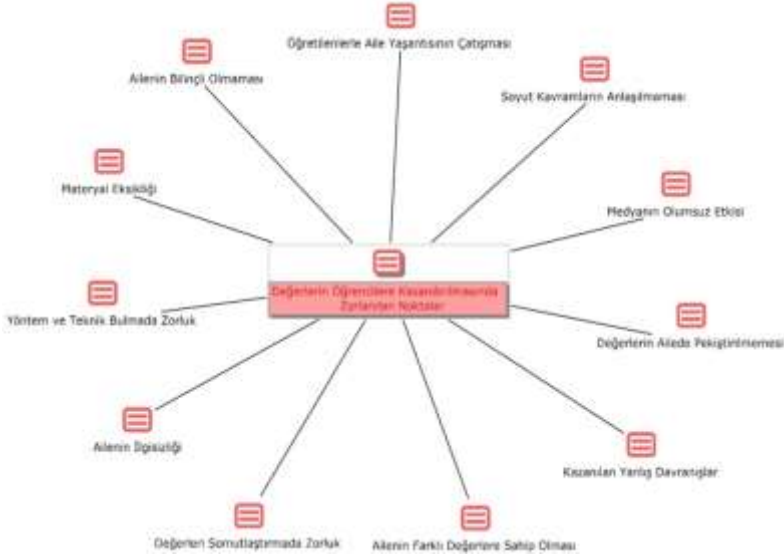 Öğretilenlerle Aile Yaşantısının Çatışması
Ailenin Bilinçli Olmaması
Soyut Kavramların Anlaşılmaması
Materyal Eksikliği
Medyanın Olumsuz Etkisi
Değerlerin Öğrencilere Kazandırılmasında
Zorlanılan Noktalar
Yöntem ve Teknik Bulmada Zorluk
Değerlerin Ailede Pekiştirilmemesi
Ailenin İlgisizliği
Kazanılan Yanlış Davranışlar
Değerleri Somutlaştırmada Zorluk
Ailenin Farklı Değerlere Sahip Olması